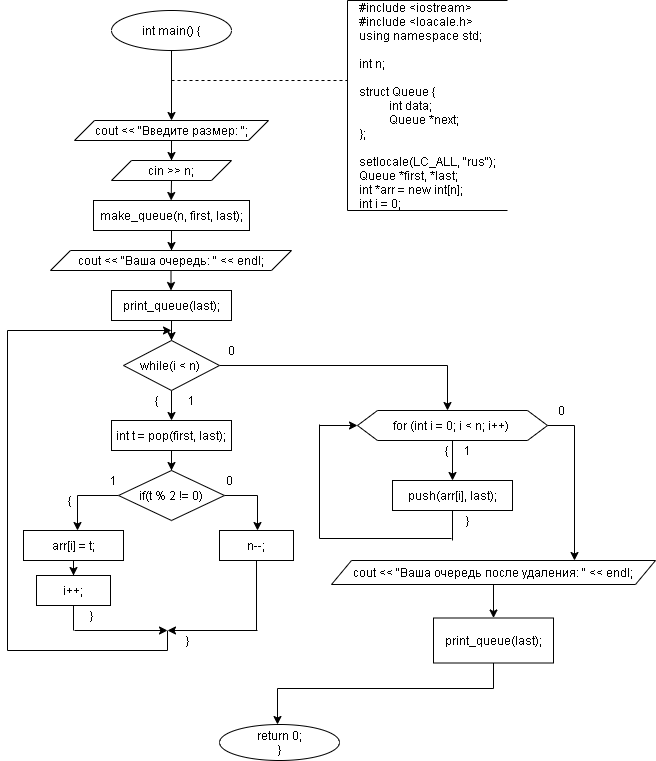 int main() {
#include <iostream>
#include <loacale.h>
using namespace std;
int n;
struct Queue {
int data;
Queue *next;
};
setlocale(LC_ALL, "rus");
Queue *first, *last;
int *arr = new int[n];
int i = 0;
cout << "Введите размер: ";
cin >> n;
make_queue(n, first, last);
cout << "Ваша очередь: " << endl;
print_queue(last);
while(i < n)
0
{
1
int t = pop(first, last);
if(t % 2 != 0)
1
0
{
arr[i] = t;
n--;
i++;
}
}
for (int i = 0; i < n; i++)
0
{
1
push(arr[i], last);
}
cout << "Ваша очередь после удаления: " << endl;
print_queue(last);
return 0;
}